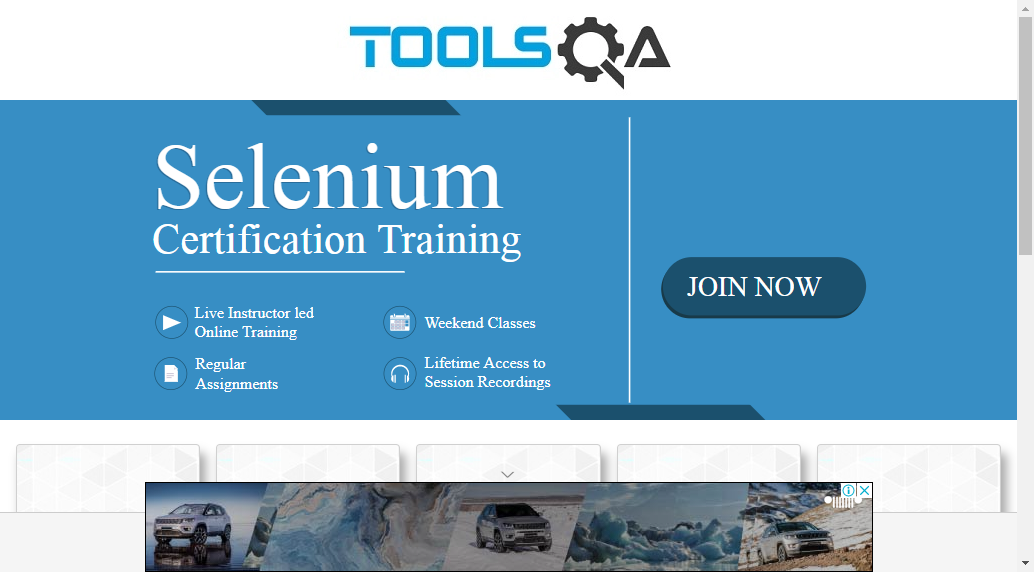 TOOLSQA
Selenium
Certification Training
JOIN NOW
Live Instructor led
Online Training
Weekend Classes
Regular
Assignments
Lifetime Access to
Session Recordings